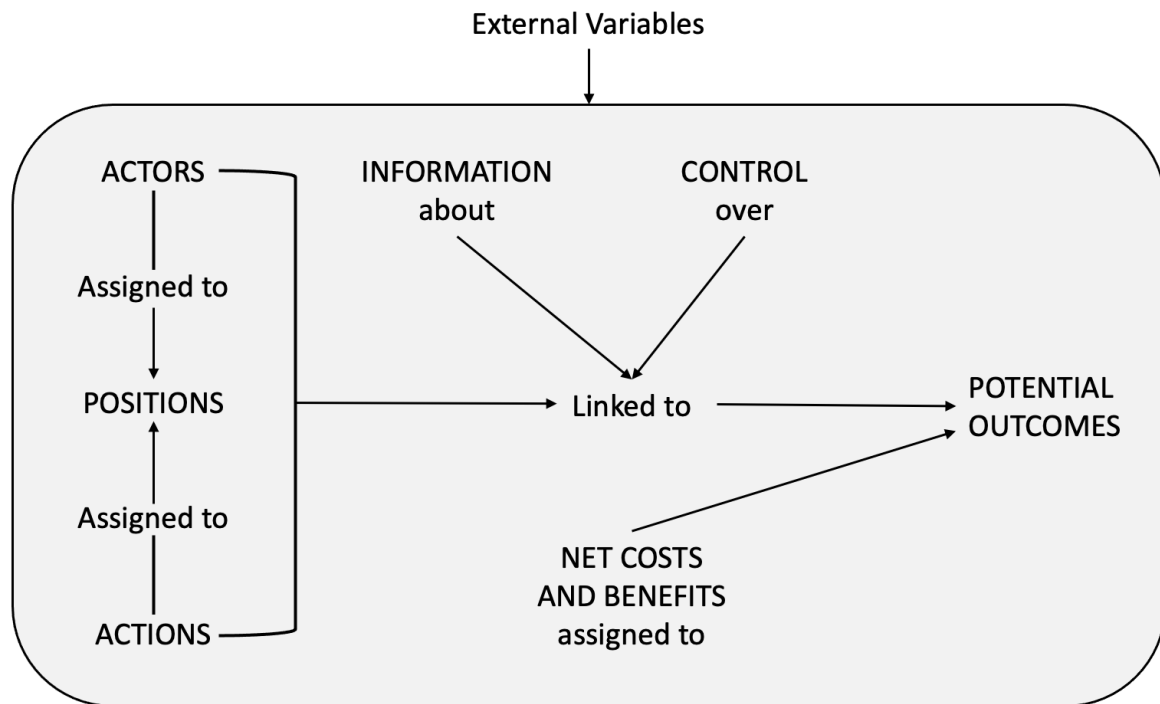 External Variables
ACTORS
INFORMATION
about
CONTROL
over
Assigned to
POSITIONS
Linked to
POTENTIAL
OUTCOMES
Assigned to
NET COSTS
AND BENEFITS
assigned to
ACTIONS